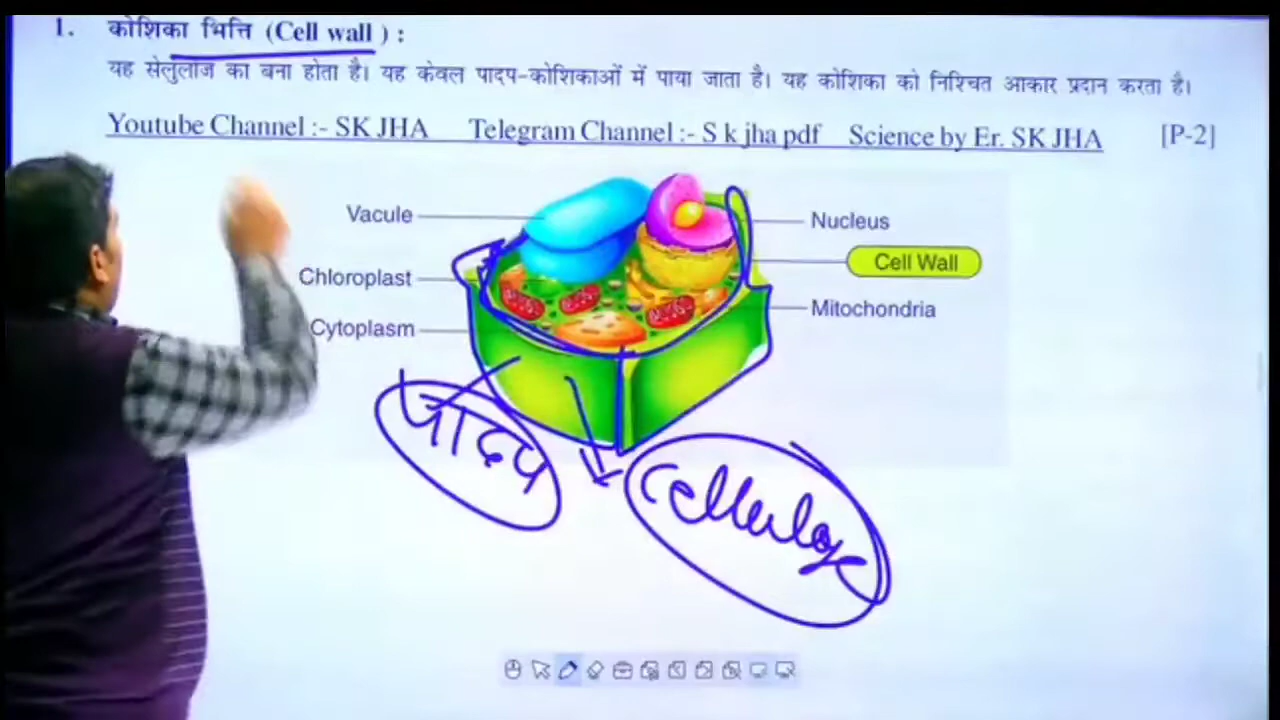 1. कोशिका भित्ति (Cell wall ) :
यह सेलुलोज का बना होता है। यह केवल पादप-कोशिकाओं में पाया जाता है। यह कोशिका को निश्चित आकार प्रदान करता है।
Youtube Channel :- SK JHA Telegram Channel :- S k jha pdf Science by Er. SK JHA [P-2]
Vacule
Nucleus
Cell Wall
Chloroplast
Mitochondria
Cytoplasm
पादप
Cellulose